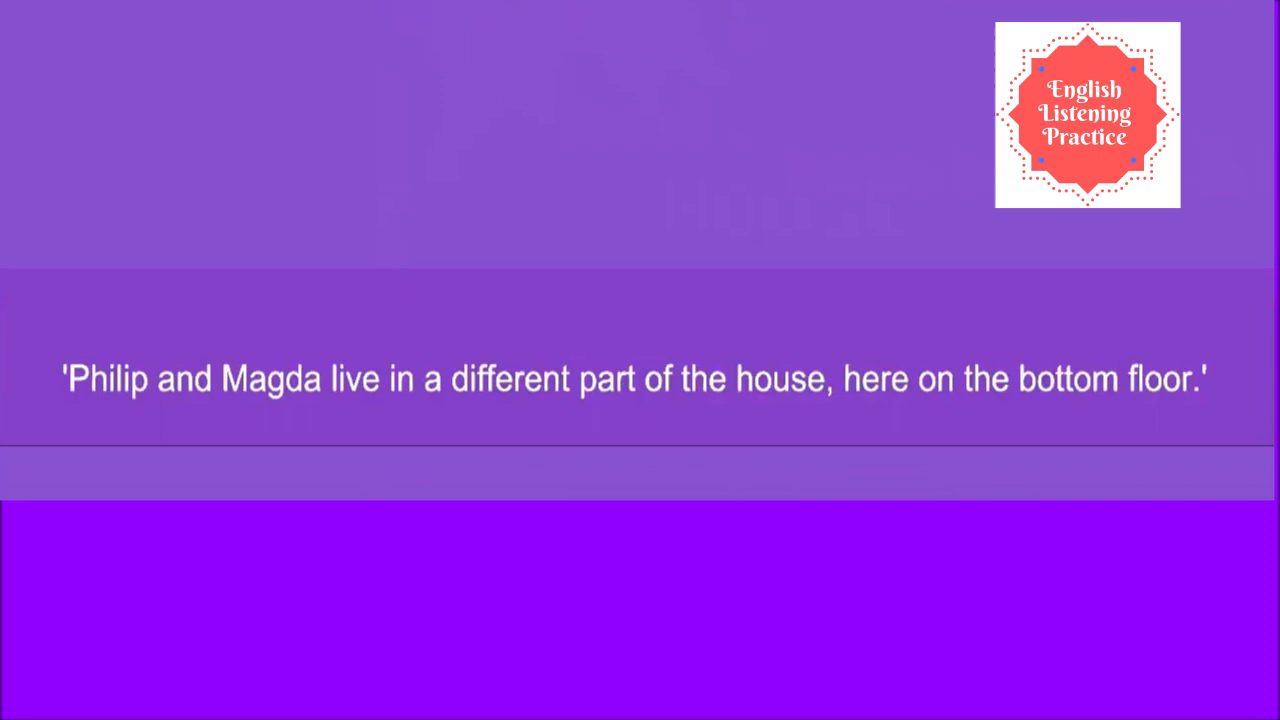 English
Listening
Practice
'Philip and Magda live in a different part of the house, here on the bottom floor.'